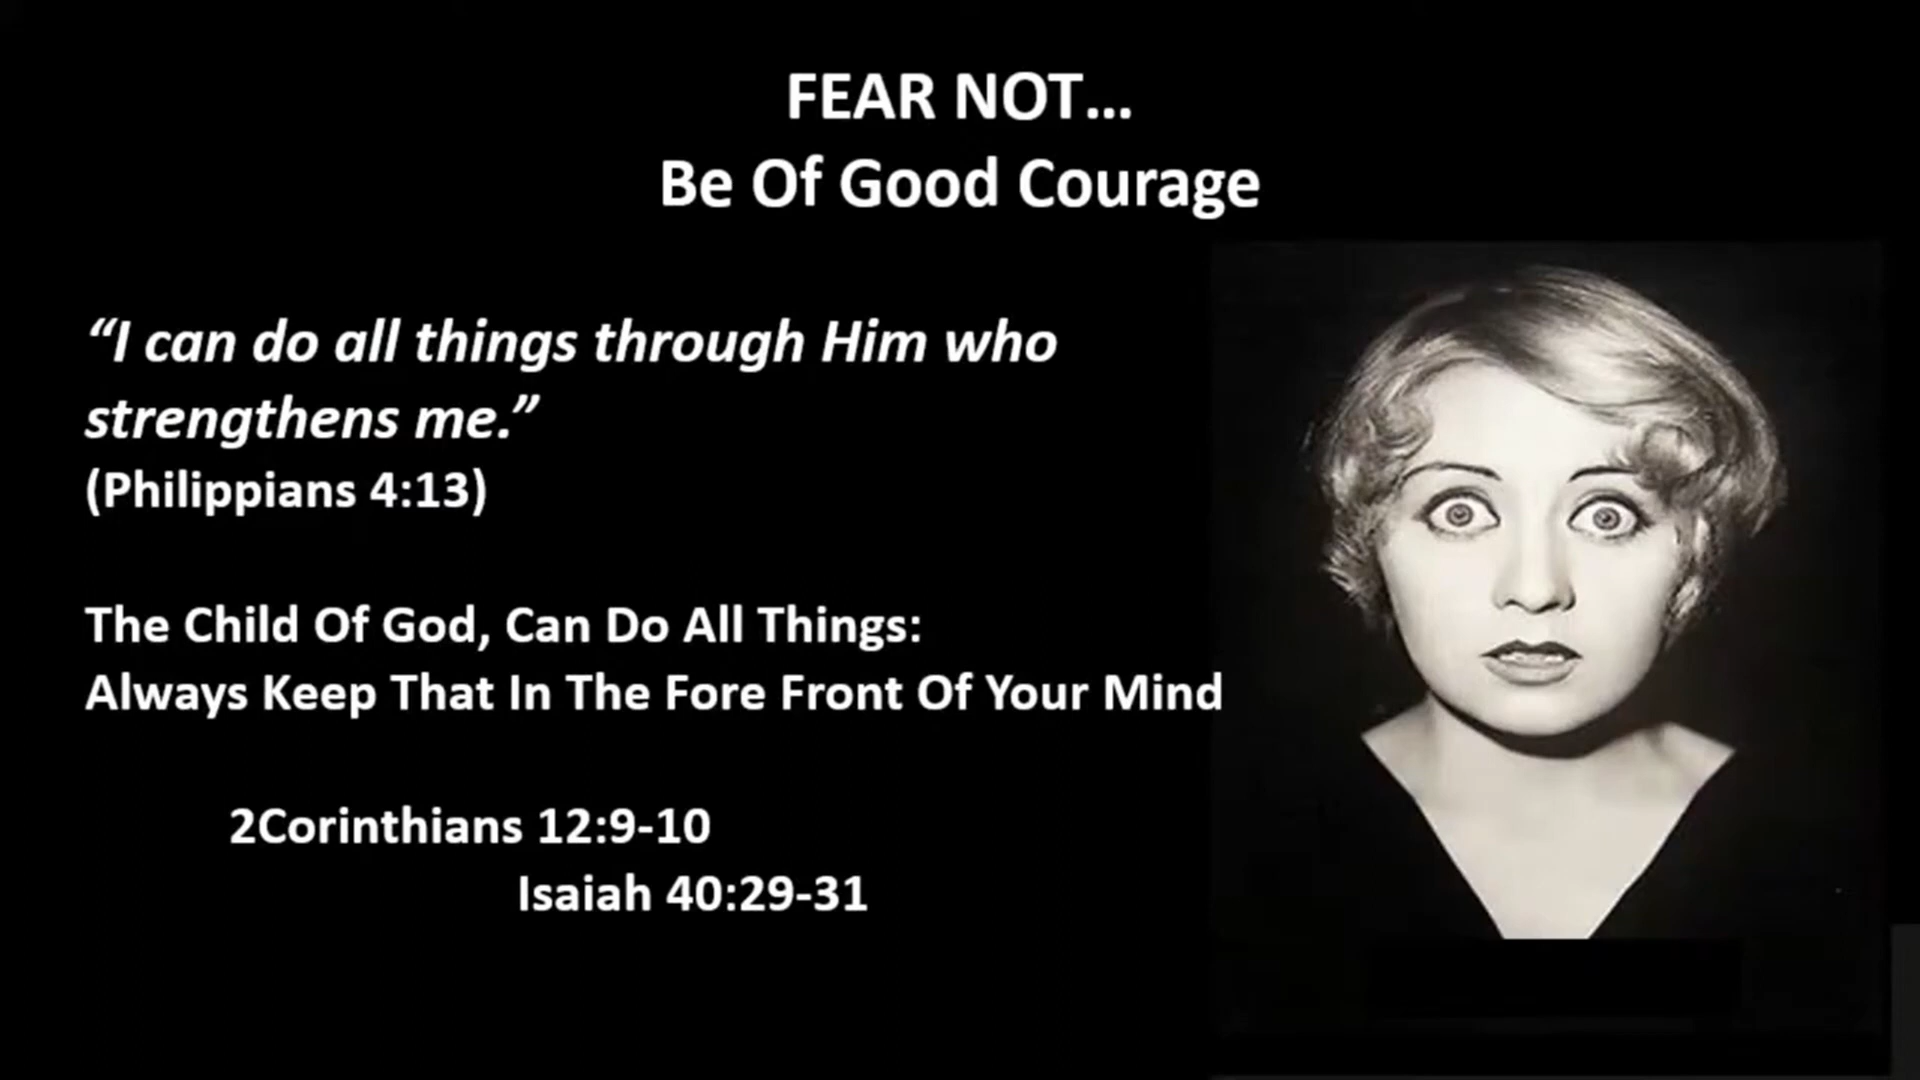 FEAR NOT...
Be Of Good Courage
“I can do all things through Him who
strengthens me.”
(Philippians 4:13)
The Child Of God, Can Do All Things:
Always Keep That In The Fore Front Of Your Mind
2Corinthians 12:9-10
Isaiah 40:29-31